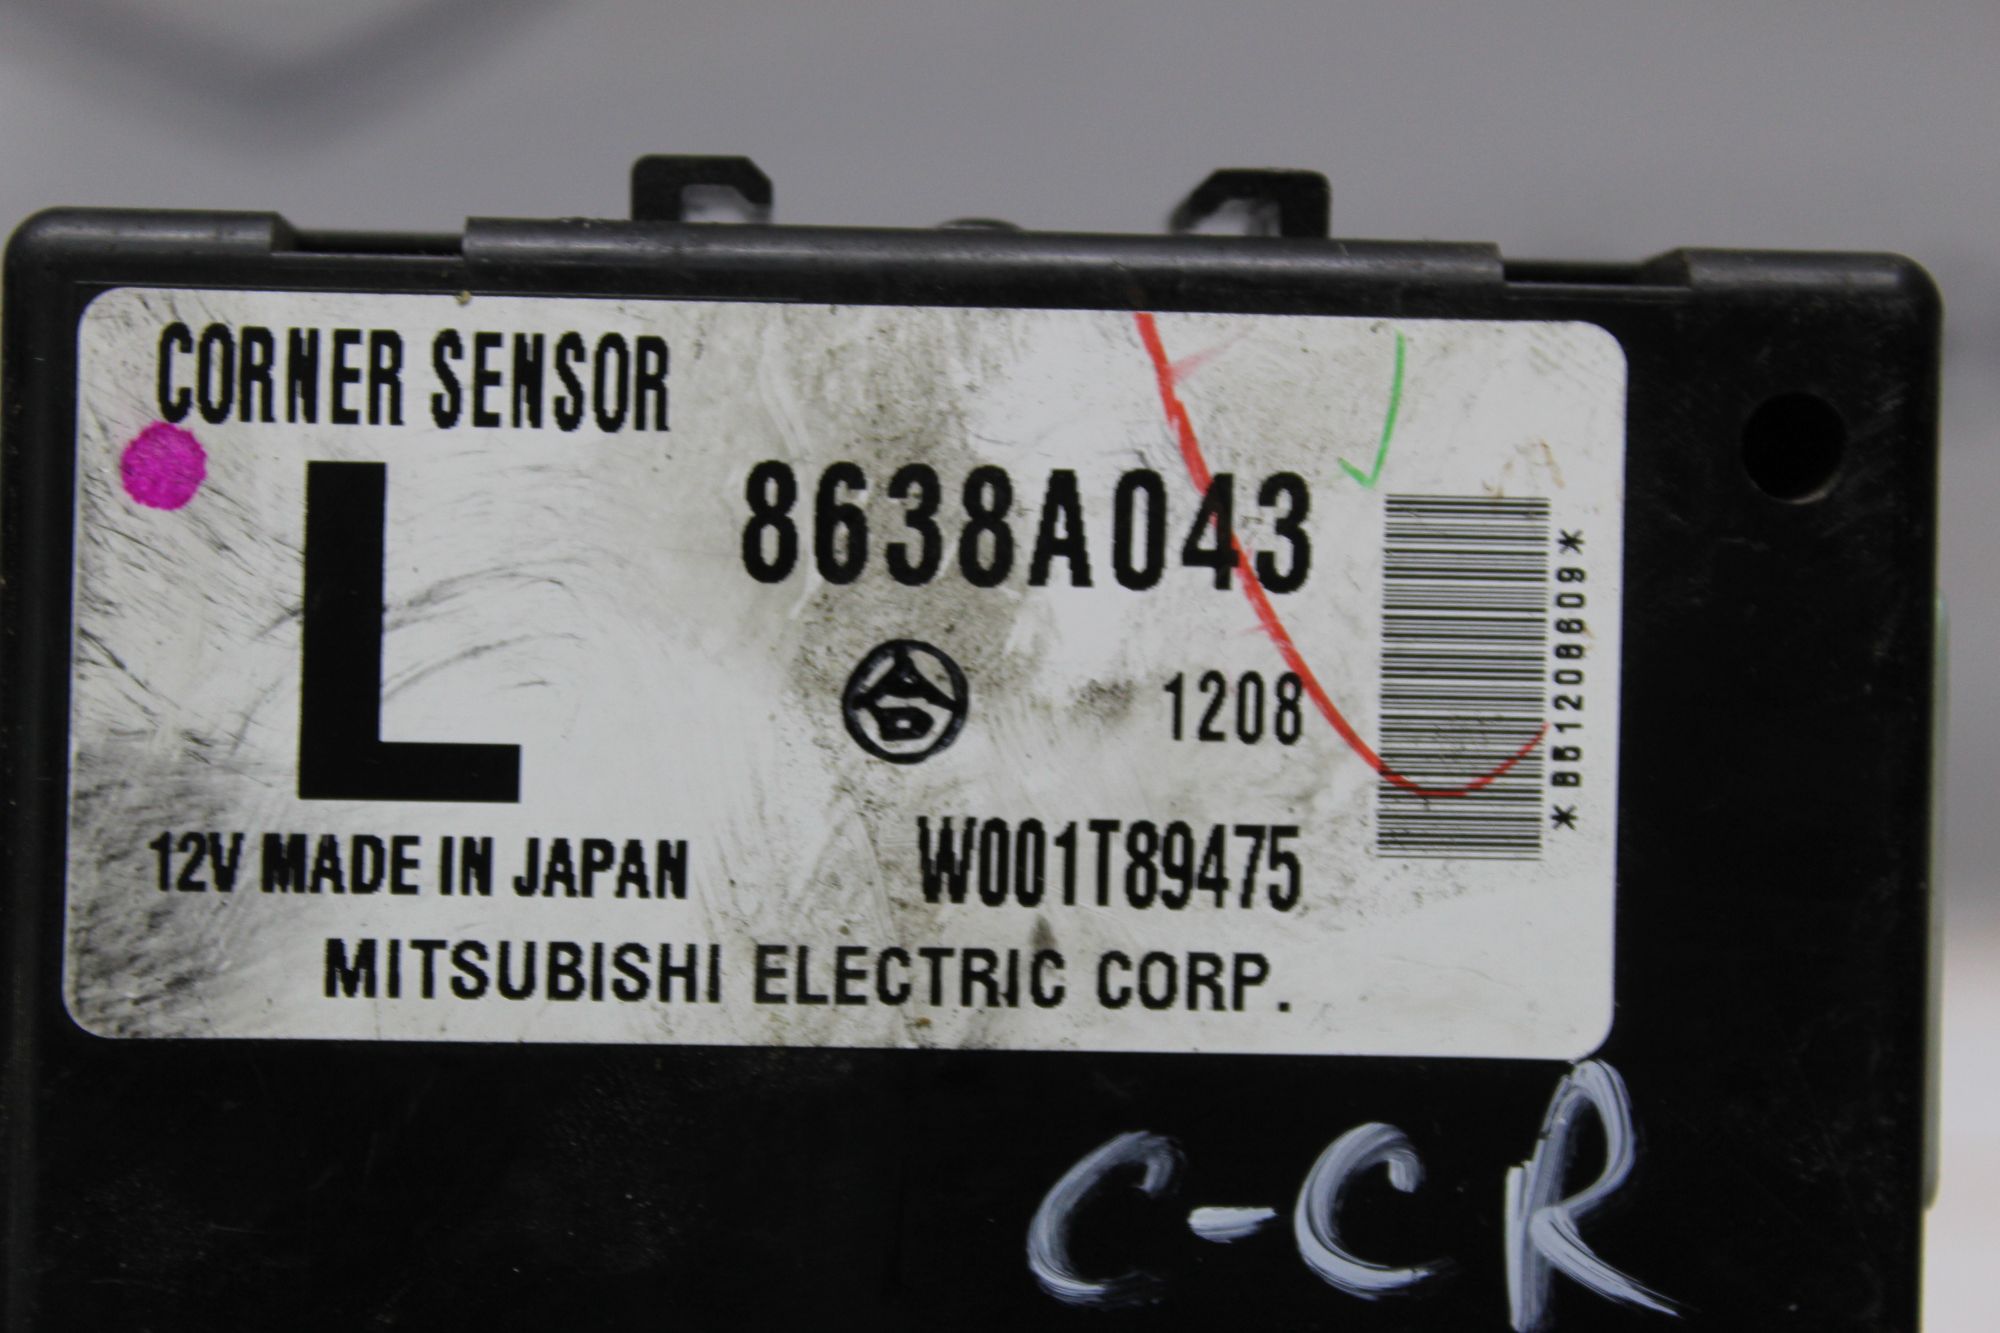 CORNER SENSOR
L
8638A043
1208
12V MADE IN JAPAN
W001T89475
MITSUBISHI ELECTRIC CORP.
C-CR